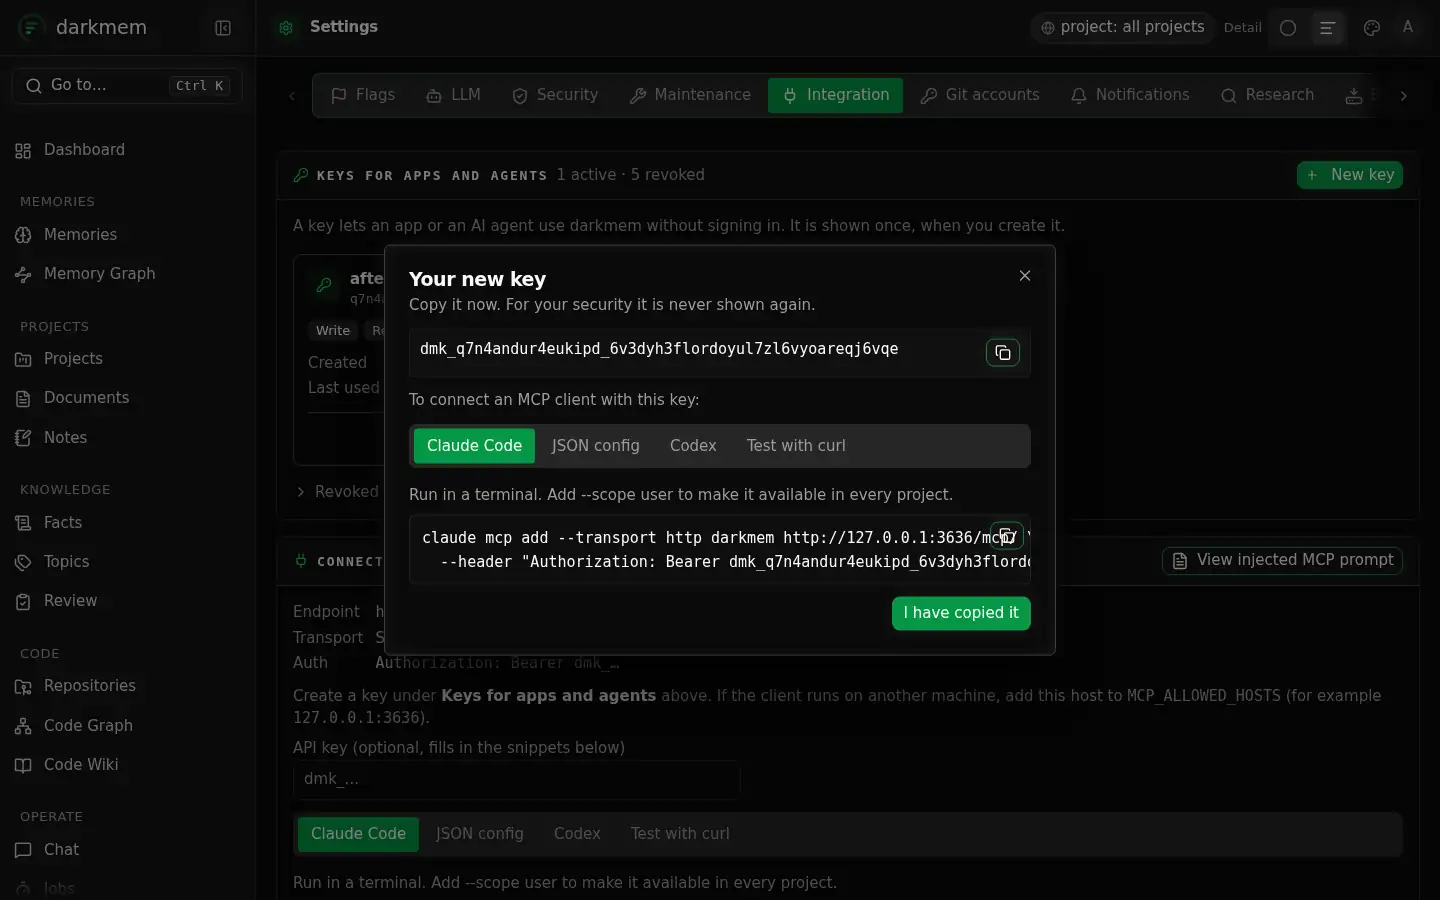 darkmem
Settings
project: all projects
Detail
A
Go to...
Ctrl K
Flags
LLM
Security
Maintenance
Integration
Git accounts
Notifications
Research
Dashboard
MEMORIES
Memories
Memory Graph
PROJECTS
Projects
Documents
Notes
KNOWLEDGE
Facts
Topics
Review
CODE
Repositories
Code Graph
Code Wiki
OPERATE
Chat
Jobs
KEYS FOR APPS AND AGENTS 1 active · 5 revoked
New key
A key lets an app or an AI agent use darkmem without signing in. It is shown once, when you create it.
Write
Created
Last used
Revoked
Your new key
Copy it now. For your security it is never shown again.
dmk_q7n4andur4eukipd_6v3dyh3flordoyul7zl6vyoareqj6vqe
To connect an MCP client with this key:
Claude Code
JSON config
Codex
Test with curl
Run in a terminal. Add --scope user to make it available in every project.
claude mcp add --transport http darkmem http://127.0.0.1:3636/mcp/ \
--header "Authorization: Bearer dmk_q7n4andur4eukipd_6v3dyh3flordo
I have copied it
CONNECT
View injected MCP prompt
Endpoint
Transport
Auth Authorization: Bearer dmk_…
Create a key under Keys for apps and agents above. If the client runs on another machine, add this host to MCP_ALLOWED_HOSTS (for example
127.0.0.1:3636).
API key (optional, fills in the snippets below)
dmk_...
Claude Code
JSON config
Codex
Test with curl
Run in a terminal. Add --scope user to make it available in every project.